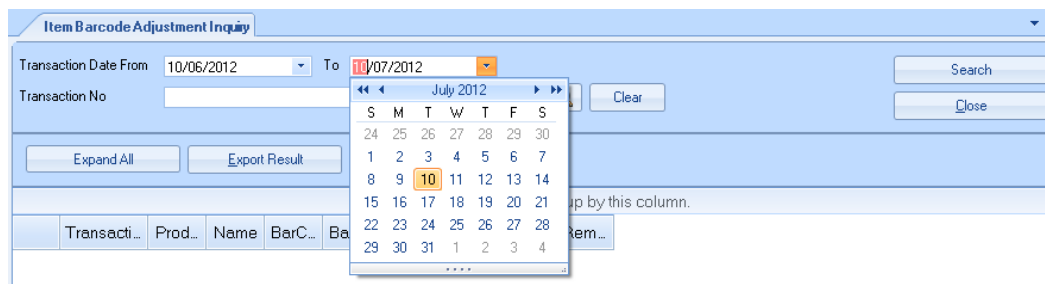 Item Barcode Adjustment Inquiry
Transaction Date From 10/06/2012 To 10/07/2012 Search
Transaction No Clear Close
July 2012
S M T W T F S
24 25 26 27 28 29 30
1 2 3 4 5 6 7
8 9 10 11 12 13 14
15 16 17 18 19 20 21
22 23 24 25 26 27 28
29 30 31 1 2 3 4
Expand All Export Result
up by this column.
Transacti... Prod... Name BarC... Ba Rem...